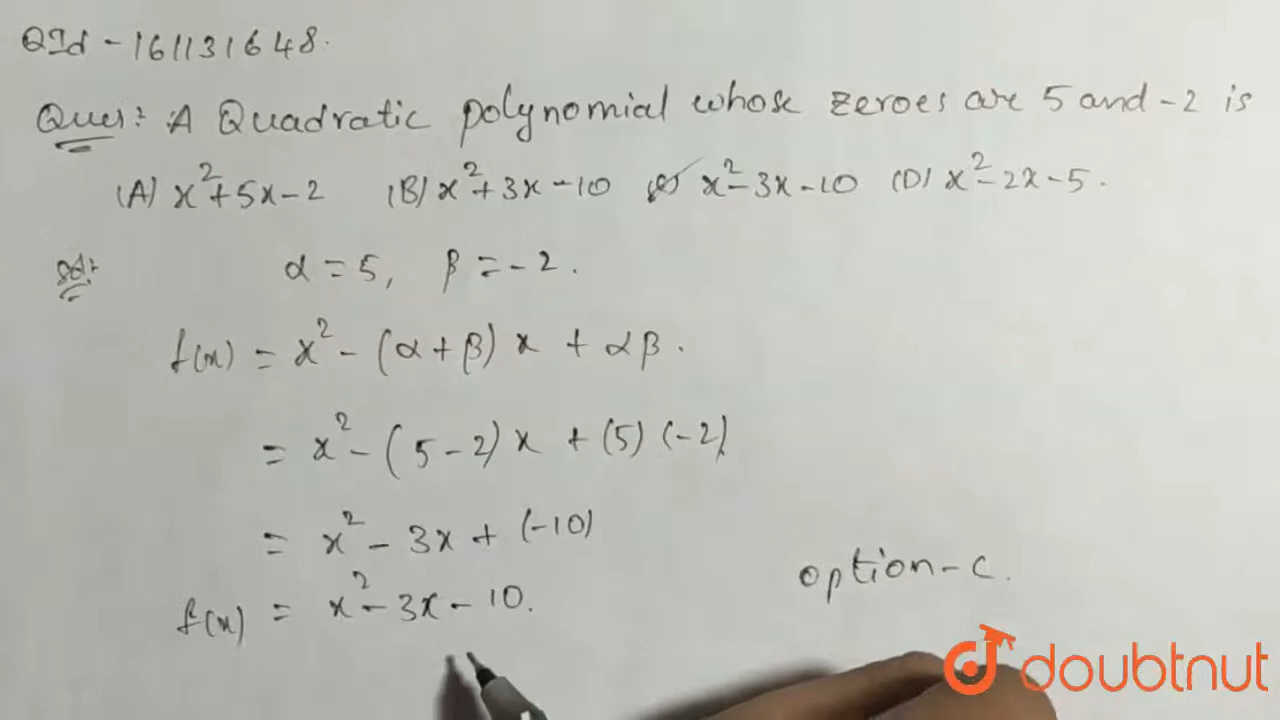 QId - 161131648.
Ques: A Quadratic polynomial whose zeroes are 5 and -2 is
(A) x²+5x-2 (B) x²+3x-10 (C) x²-3x-10 (D) x²-2x-5.
Sol:
α = 5, β = -2.
f(x) = x² - (α+β) x + αβ.
= x² - (5-2) x + (5) (-2)
= x² - 3x + (-10)
f(x) = x² - 3x - 10.
option - c.
doubtnut